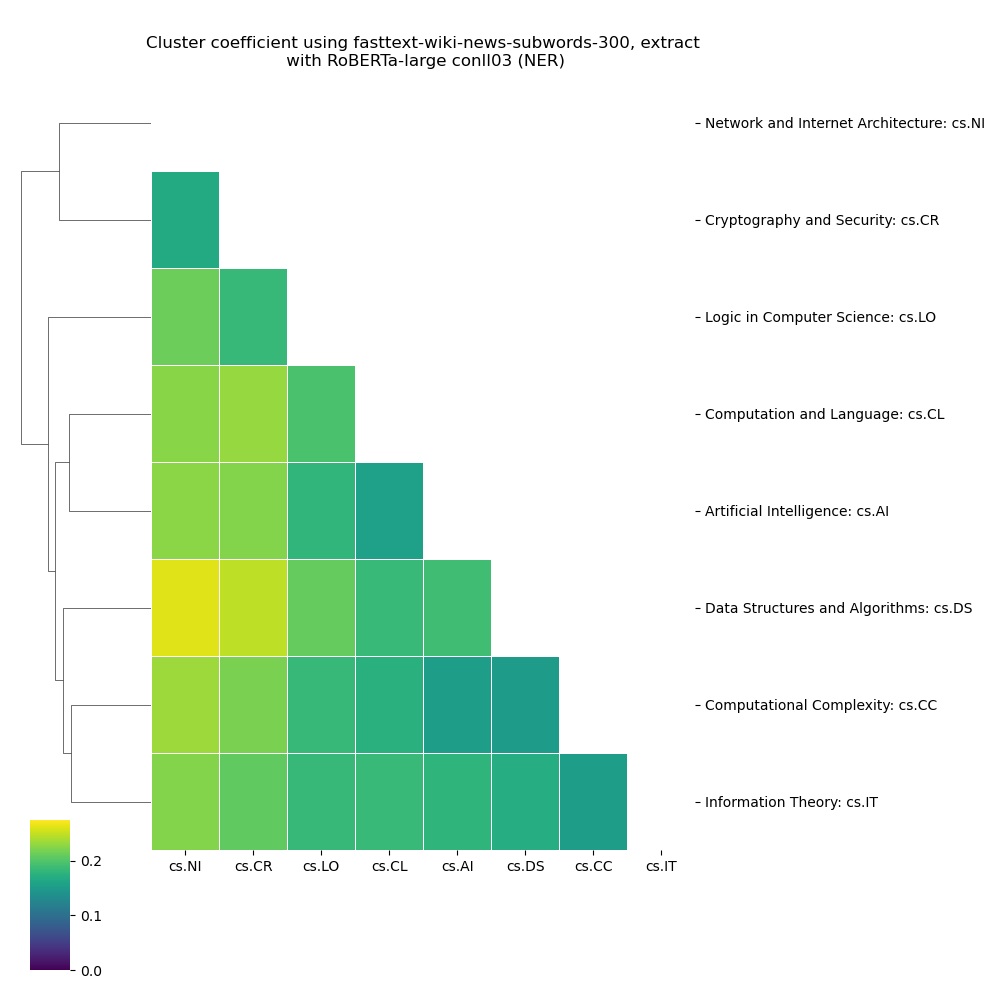 Cluster coefficient using fasttext-wiki-news-subwords-300, extract
with RoBERTa-large conll03 (NER)
Network and Internet Architecture: cs.NI
Cryptography and Security: cs.CR
Logic in Computer Science: cs.LO
Computation and Language: cs.CL
Artificial Intelligence: cs.AI
Data Structures and Algorithms: cs.DS
Computational Complexity: cs.CC
Information Theory: cs.IT
cs.NI cs.CR cs.LO cs.CL cs.AI cs.DS cs.CC cs.IT
0.2
0.1
0.0